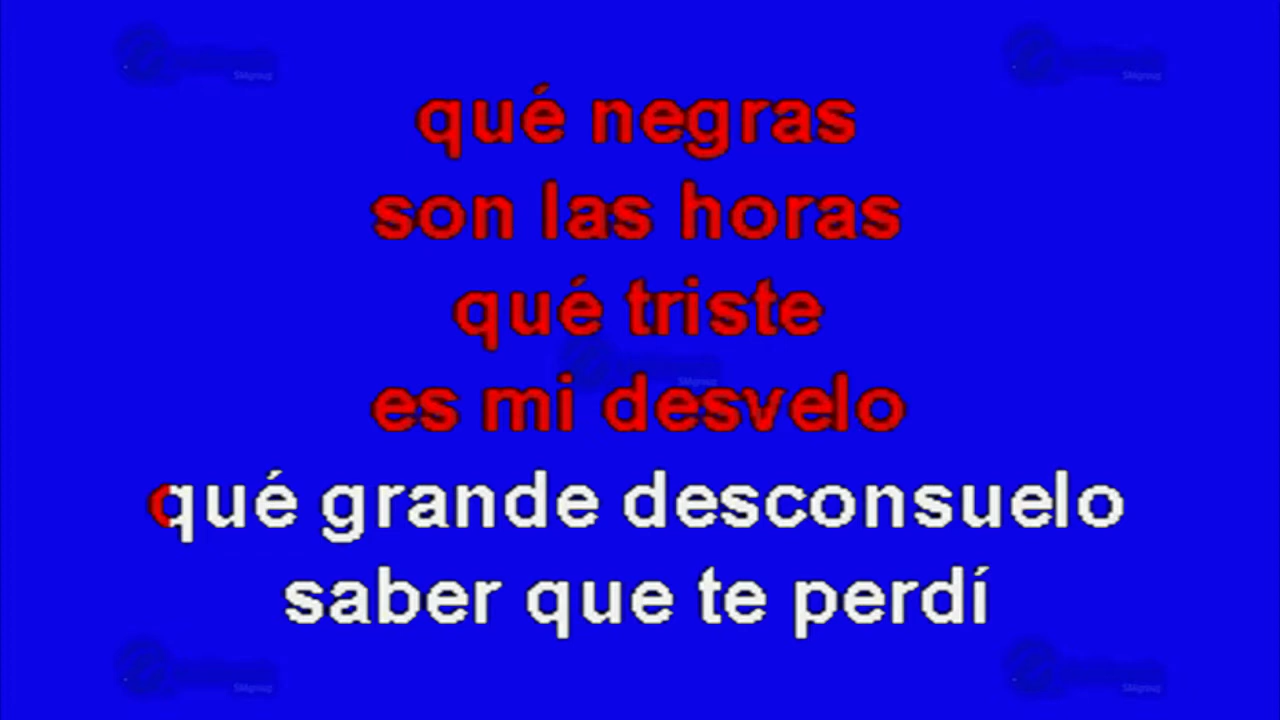 qué negras
son las horas
qué triste
es mi desvelo
qué grande desconsuelo
saber que te perdí